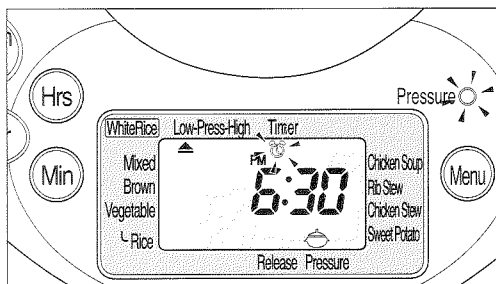 Hrs
Pressure
WhiteRice Low-Press-High Timer
Mixed PM Chicken Soup
Min Brown 6:30 Rib Stew Menu
Vegetable Chicken Stew
Rice Sweet Potato
Release Pressure